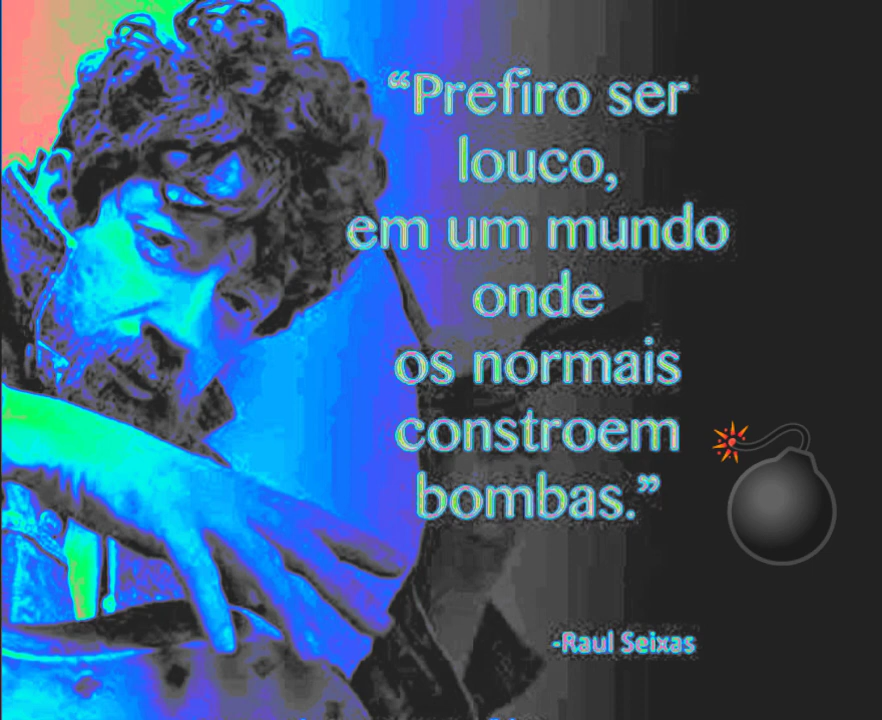 “Prefiro ser
louco,
em um mundo
onde
os normais
constroem
bombas.”
-Raul Seixas